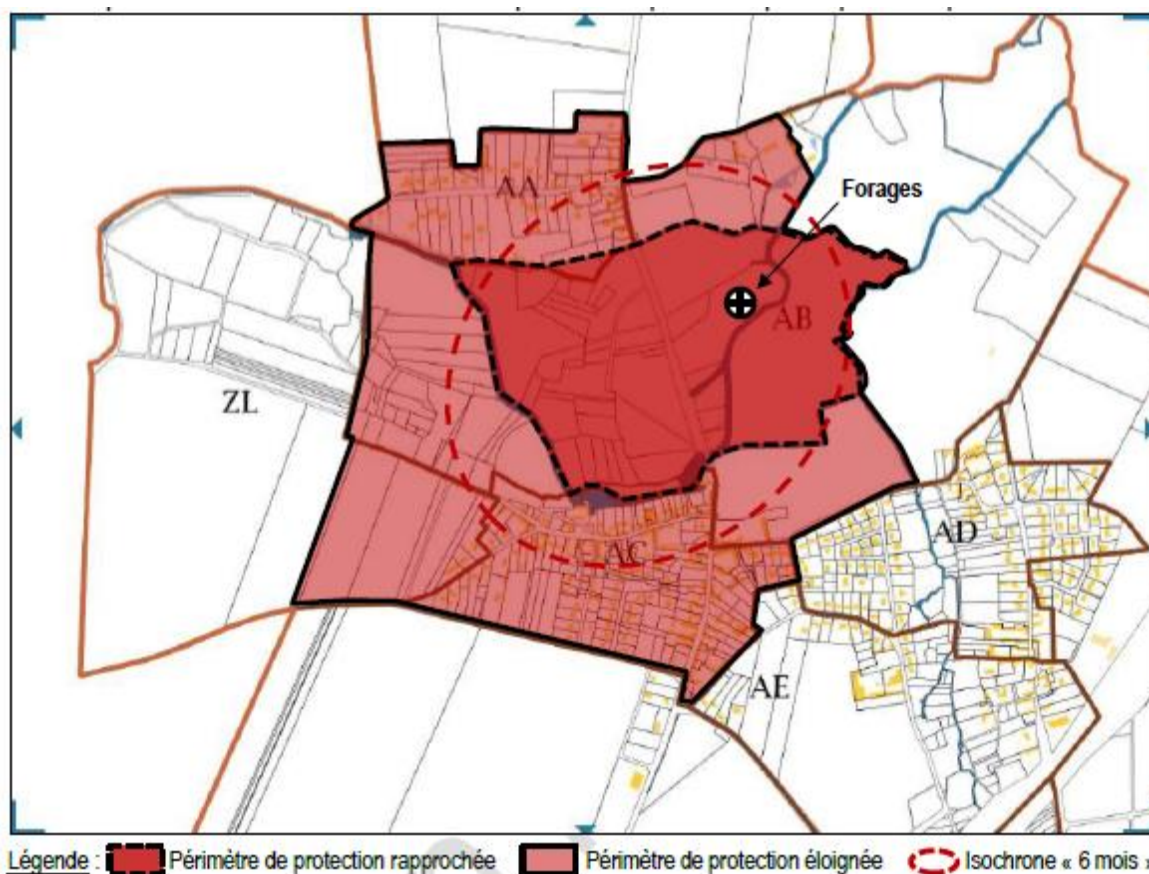 AA
Forages
AB
ZL
AD
AC
AE
Légende : Périmètre de protection rapprochée Périmètre de protection éloignée Isochrone « 6 mois »